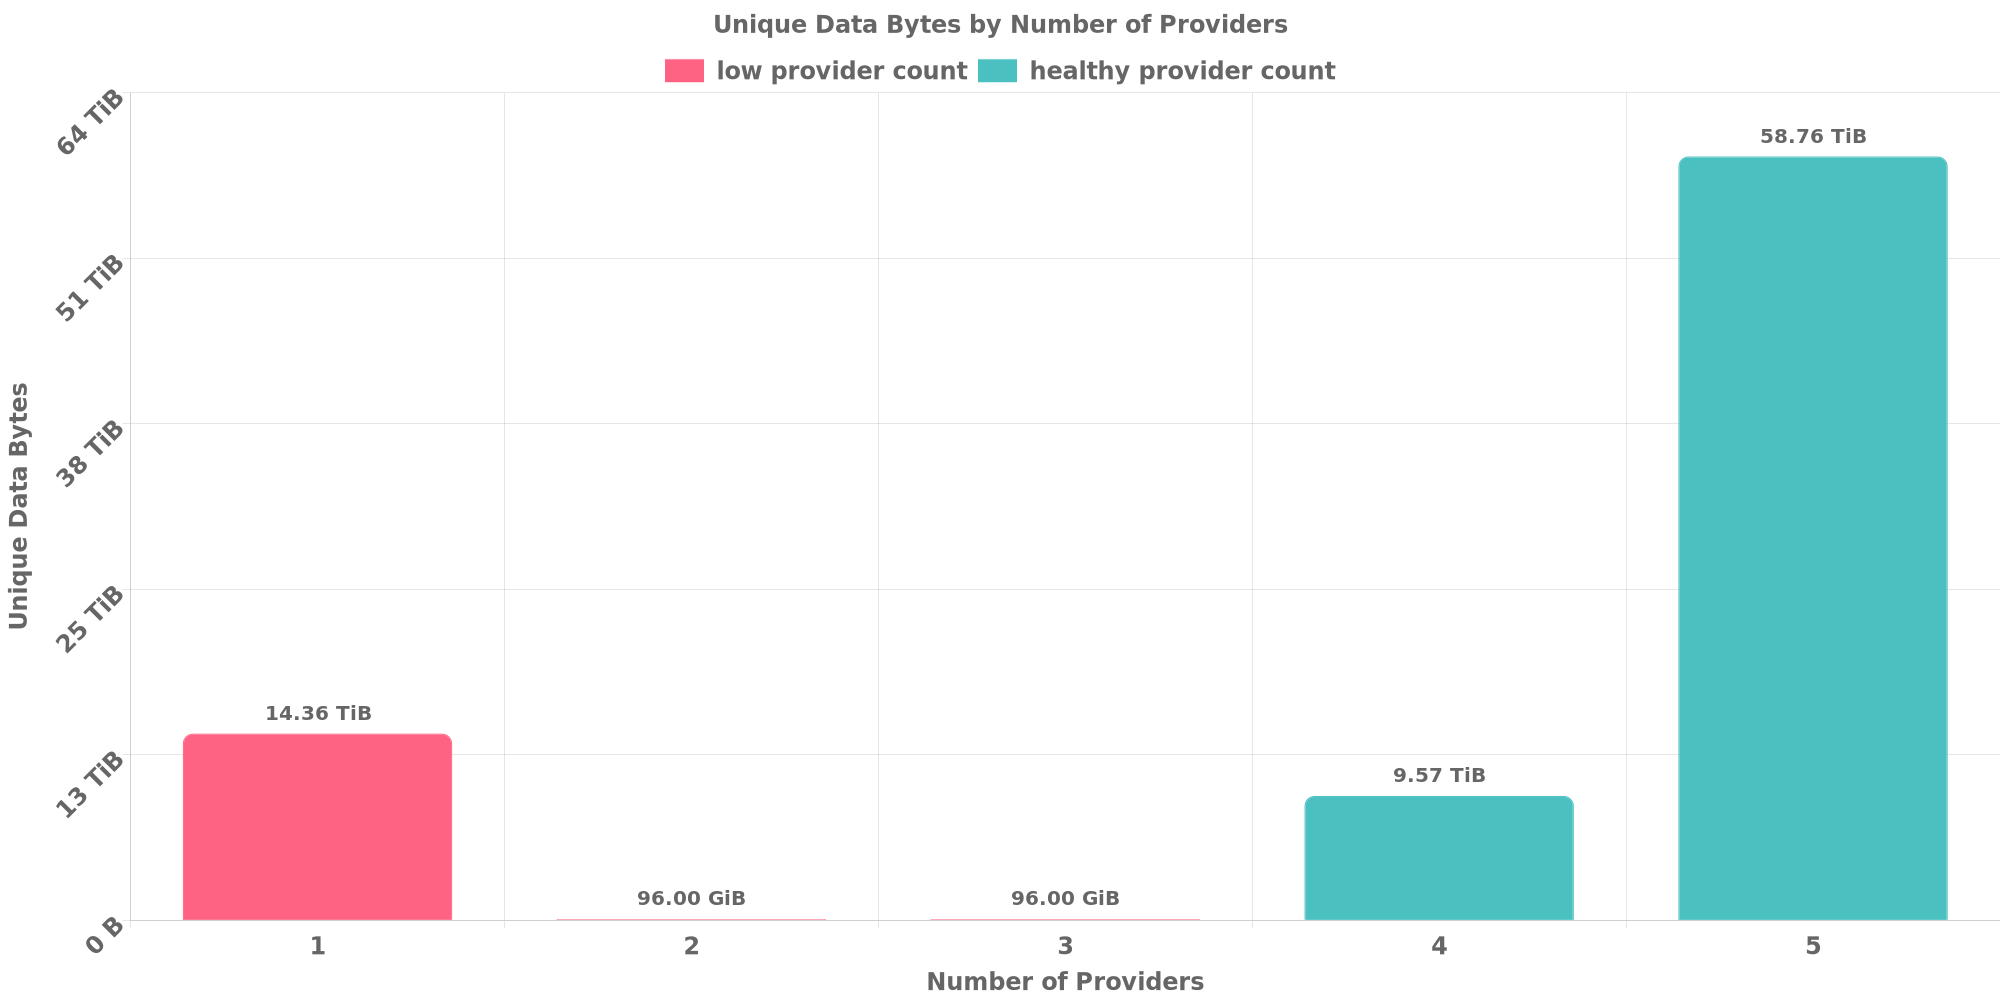 Unique Data Bytes by Number of Providers
low provider count healthy provider count
64 TiB
51 TiB
38 TiB
25 TiB
13 TiB
0 B
Unique Data Bytes
14.36 TiB
96.00 GiB
96.00 GiB
9.57 TiB
58.76 TiB
1 2 3 4 5
Number of Providers